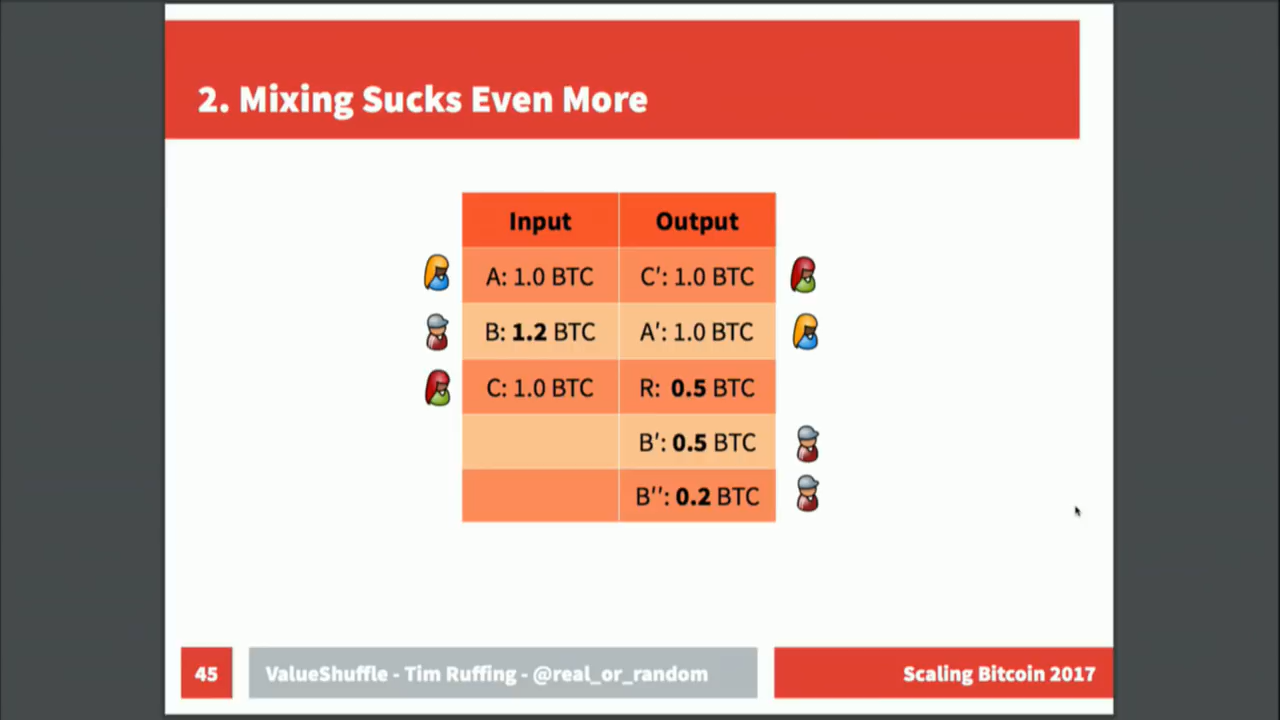 2. Mixing Sucks Even More
Input Output
A: 1.0 BTC C′: 1.0 BTC
B: 1.2 BTC A′: 1.0 BTC
C: 1.0 BTC R: 0.5 BTC
B′: 0.5 BTC
B′′: 0.2 BTC
45 ValueShuffle - Tim Ruffing - @real_or_random Scaling Bitcoin 2017